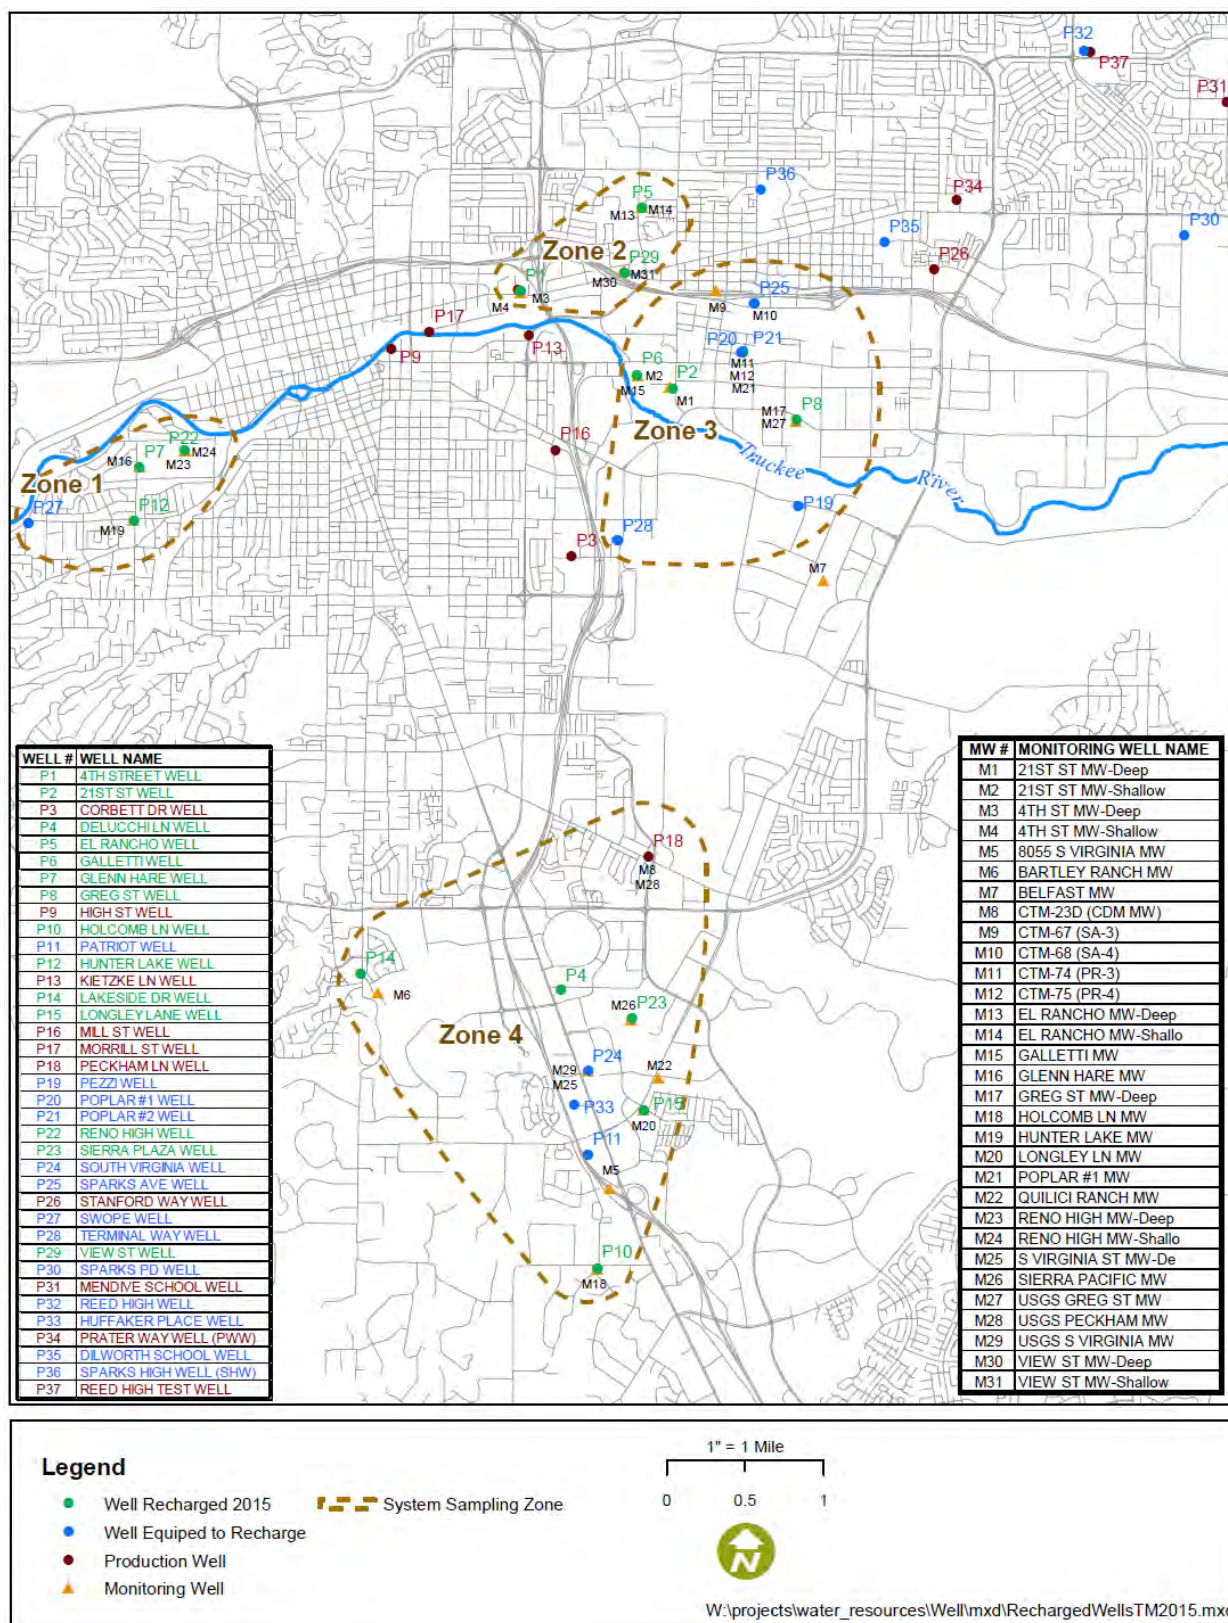 P32
P37
P31
P36
P34
P5
M13 M14
P30
P35
Zone 2
P29
P26
P1
M30 M31
M4 M3
M9
P25
M10
P17
P13
P9
P20 P21
M11
M12
M21
P6
M2
M15
P2
M1
M17
M27
P8
Zone 3
P16
P22
M24
M23
M16
P7
Zone 1
Truckee River
P27
P12
M19
P19
P28
P3
M7
P18
M8
M28
P14
M6
P4
M26
P23
Zone 4
P24
M29
M25
M22
P33
P15
M20
P11
M5
P10
M18
WELL # WELL NAME
P1 4TH STREET WELL
P2 21ST ST WELL
P3 CORBETT DR WELL
P4 DELUCCHI LN WELL
P5 EL RANCHO WELL
P6 GALLETTI WELL
P7 GLENN HARE WELL
P8 GREG ST WELL
P9 HIGH ST WELL
P10 HOLCOMB LN WELL
P11 PATRIOT WELL
P12 HUNTER LAKE WELL
P13 KIETZKE LN WELL
P14 LAKESIDE DR WELL
P15 LONGLEY LANE WELL
P16 MILL ST WELL
P17 MORRILL ST WELL
P18 PECKHAM LN WELL
P19 PEZZI WELL
P20 POPLAR #1 WELL
P21 POPLAR #2 WELL
P22 RENO HIGH WELL
P23 SIERRA PLAZA WELL
P24 SOUTH VIRGINIA WELL
P25 SPARKS AVE WELL
P26 STANFORD WAY WELL
P27 SWOPE WELL
P28 TERMINAL WAY WELL
P29 VIEW ST WELL
P30 SPARKS PD WELL
P31 MENDIVE SCHOOL WELL
P32 REED HIGH WELL
P33 HUFFAKER PLACE WELL
P34 PRATER WAY WELL (PWW)
P35 DILWORTH SCHOOL WELL
P36 SPARKS HIGH WELL (SHW)
P37 REED HIGH TEST WELL
MW # MONITORING WELL NAME
M1 21ST ST MW-Deep
M2 21ST ST MW-Shallow
M3 4TH ST MW-Deep
M4 4TH ST MW-Shallow
M5 8055 S VIRGINIA MW
M6 BARTLEY RANCH MW
M7 BELFAST MW
M8 CTM-23D (CDM MW)
M9 CTM-67 (SA-3)
M10 CTM-68 (SA-4)
M11 CTM-74 (PR-3)
M12 CTM-75 (PR-4)
M13 EL RANCHO MW-Deep
M14 EL RANCHO MW-Shallo
M15 GALLETTI MW
M16 GLENN HARE MW
M17 GREG ST MW-Deep
M18 HOLCOMB LN MW
M19 HUNTER LAKE MW
M20 LONGLEY LN MW
M21 POPLAR #1 MW
M22 QUILICI RANCH MW
M23 RENO HIGH MW-Deep
M24 RENO HIGH MW-Shallo
M25 S VIRGINIA ST MW-De
M26 SIERRA PACIFIC MW
M27 USGS GREG ST MW
M28 USGS PECKHAM MW
M29 USGS S VIRGINIA MW
M30 VIEW ST MW-Deep
M31 VIEW ST MW-Shallow
Legend
Well Recharged 2015
System Sampling Zone
Well Equiped to Recharge
Production Well
Monitoring Well
1" = 1 Mile
0 0.5 1
N
W:\projects\water_resources\Well\mxd\RechargedWellsTM2015.mxd